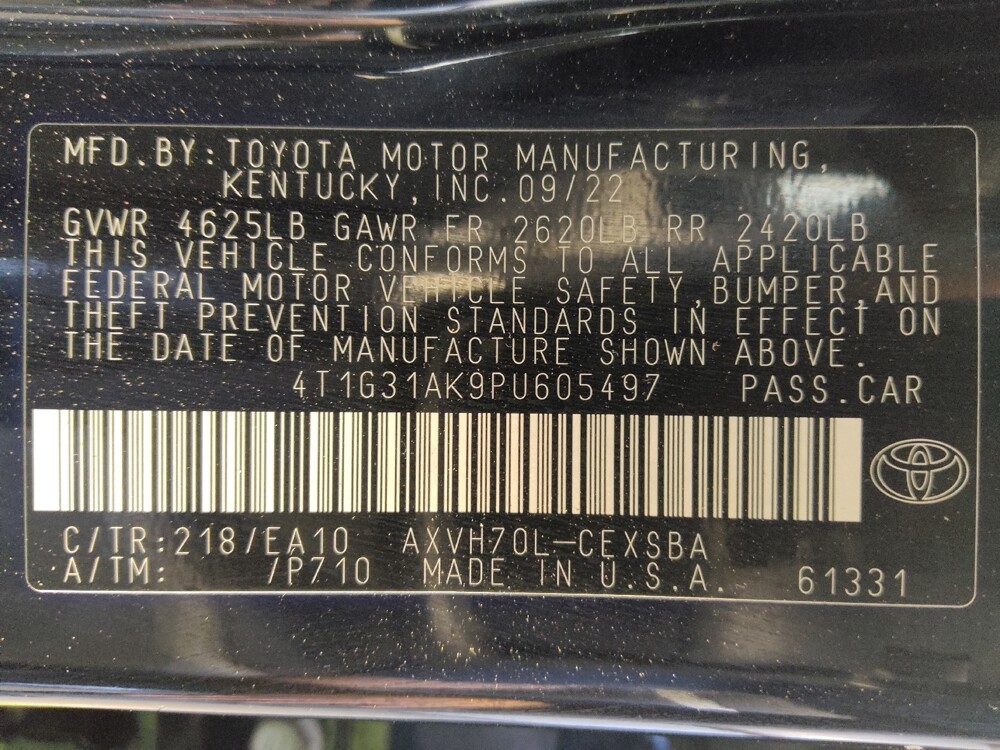 MFD.BY:TOYOTA MOTOR MANUFACTURING,
KENTUCKY,INC.09/22
GVWR 4625LB GAWR FR 2620LB RR 2420LB
THIS VEHICLE CONFORMS TO ALL APPLICABLE
FEDERAL MOTOR VEHICLE SAFETY,BUMPER,AND
THEFT PREVENTION STANDARDS IN EFFECT ON
THE DATE OF MANUFACTURE SHOWN ABOVE.
4T1G31AK9PU605497 PASS.CAR
C/TR:218/EA10 AXVH70L-CEXSBA
A/TM: /P710 MADE IN U.S.A. 61331